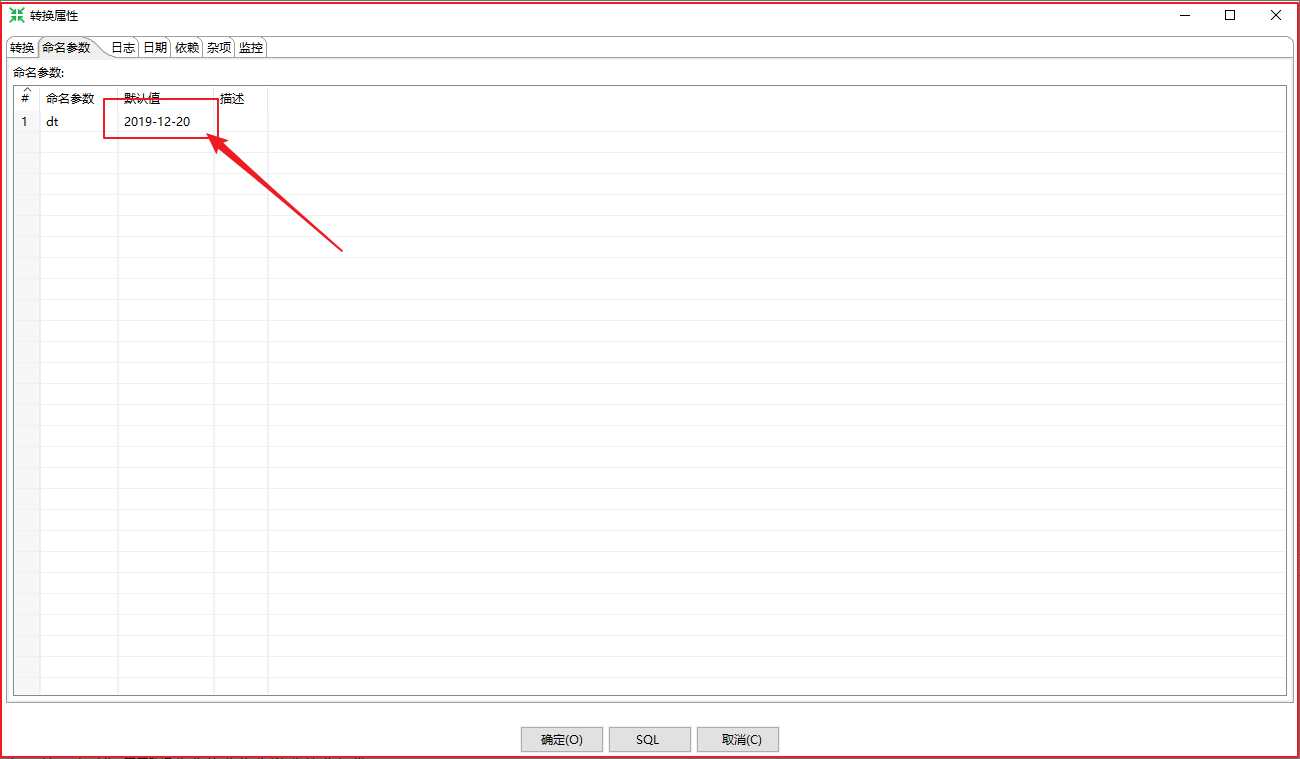 转换属性
转换 命名参数 日志 日期 依赖 杂项 监控
命名参数:
# 命名参数 默认值 描述
1 dt 2019-12-20
确定(O) SQL 取消(C)